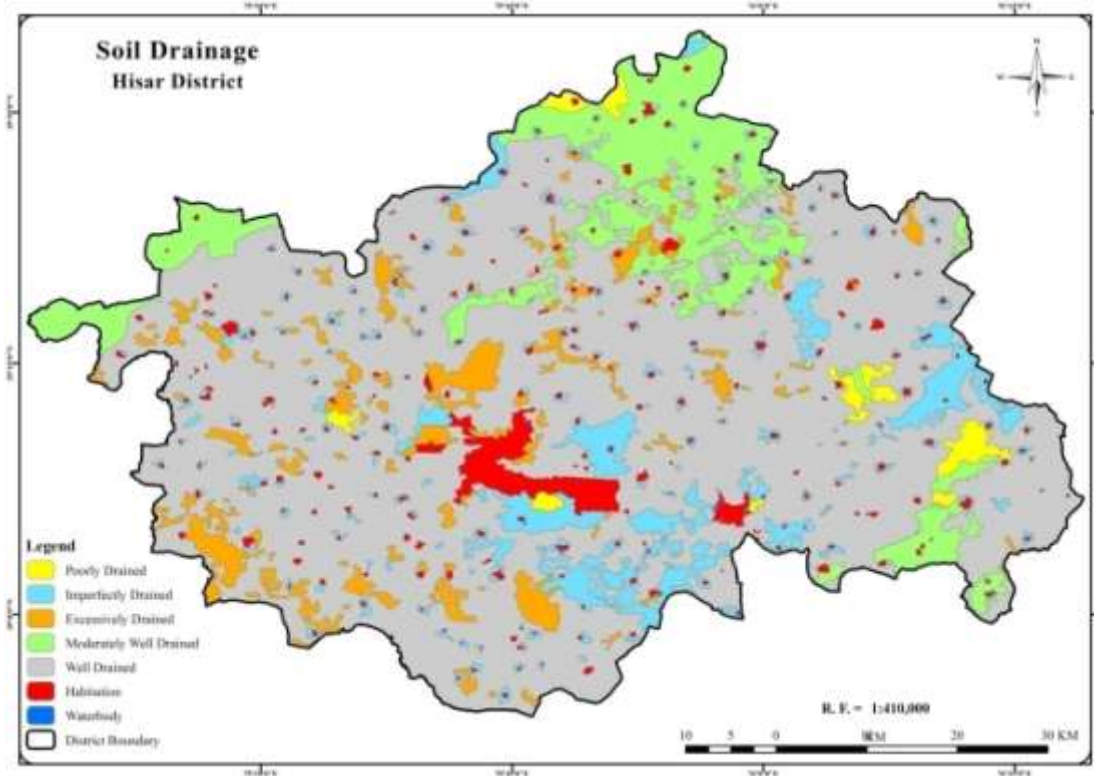 Soil Drainage
Hisar District
N
W
E
S
Legend
Poorly Drained
Imperfectly Drained
Excessively Drained
Moderately Well Drained
Well Drained
Habitation
Waterbody
District Boundary
R. F. = 1:410,000
10 5 0 20 30 KM